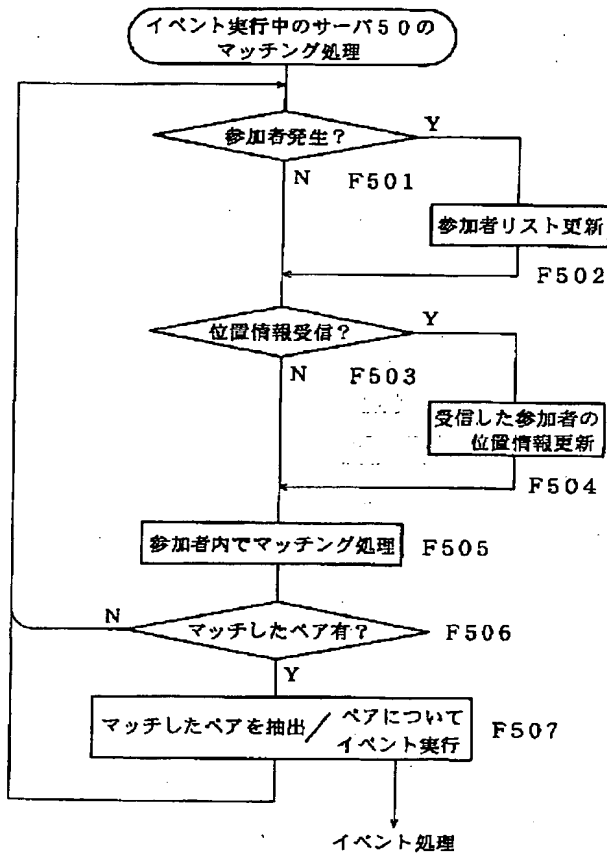 イベント実行中のサーバ50の
マッチング処理
参加者発生?
Y
N
F501
参加者リスト更新
F502
位置情報受信?
Y
N
F503
受信した参加者の
位置情報更新
F504
参加者内でマッチング処理
F505
N
マッチしたペア有?
F506
Y
マッチしたペアを抽出/ペアについて
イベント実行
F507
イベント処理